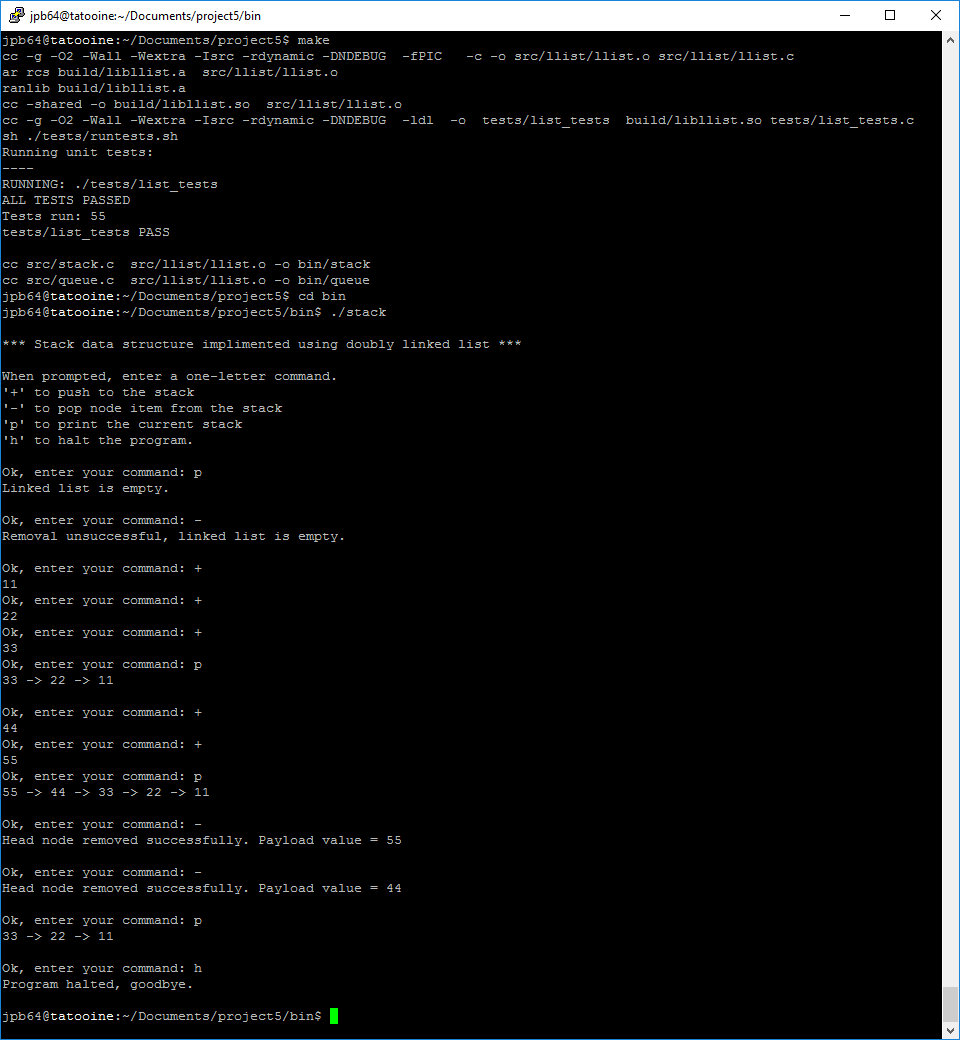 jpb64@tatooine:~/Documents/project5/bin
jpb64@tatooine:~/Documents/project5$ make
cc -g -O2 -Wall -Wextra -Isrc -rdynamic -DNDEBUG  -fPIC   -c -o src/llist/llist.o src/llist/llist.c
ar rcs build/libllist.a  src/llist/llist.o
ranlib build/libllist.a
cc -shared -o build/libllist.so  src/llist/llist.o
cc -g -O2 -Wall -Wextra -Isrc -rdynamic -DNDEBUG  -ldl  -o  tests/list_tests  build/libllist.so tests/list_tests.c
sh ./tests/runtests.sh
Running unit tests:
----
RUNNING: ./tests/list_tests
ALL TESTS PASSED
Tests run: 55
tests/list_tests PASS
cc src/stack.c  src/llist/llist.o -o bin/stack
cc src/queue.c  src/llist/llist.o -o bin/queue
jpb64@tatooine:~/Documents/project5$ cd bin
jpb64@tatooine:~/Documents/project5/bin$ ./stack
*** Stack data structure implimented using doubly linked list ***
When prompted, enter a one-letter command.
'+' to push to the stack
'-' to pop node item from the stack
'p' to print the current stack
'h' to halt the program.
Ok, enter your command: p
Linked list is empty.
Ok, enter your command: -
Removal unsuccessful, linked list is empty.
Ok, enter your command: +
11
Ok, enter your command: +
22
Ok, enter your command: +
33
Ok, enter your command: p
33 -> 22 -> 11
Ok, enter your command: +
44
Ok, enter your command: +
55
Ok, enter your command: p
55 -> 44 -> 33 -> 22 -> 11
Ok, enter your command: -
Head node removed successfully. Payload value = 55
Ok, enter your command: -
Head node removed successfully. Payload value = 44
Ok, enter your command: p
33 -> 22 -> 11
Ok, enter your command: h
Program halted, goodbye.
jpb64@tatooine:~/Documents/project5/bin$